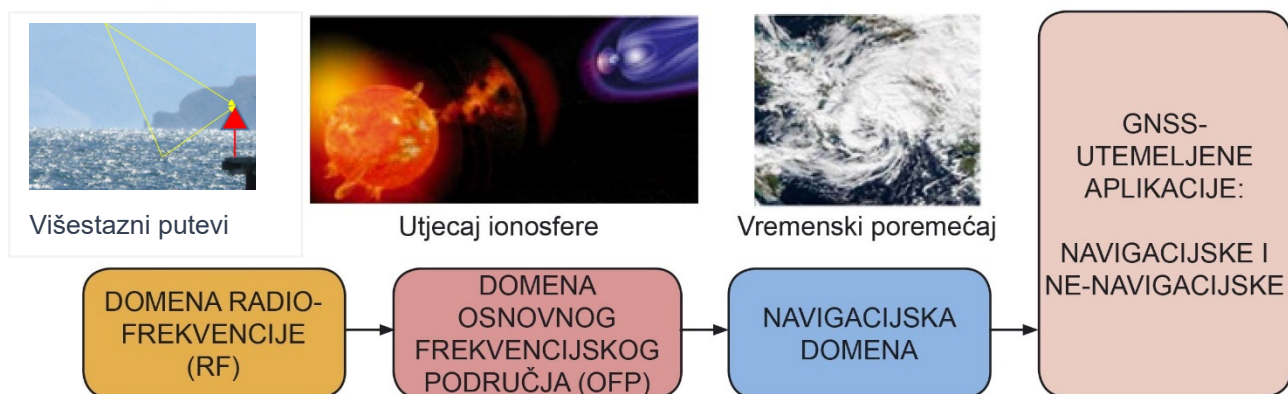 Višestazni putevi
Utjecaj ionosfere
Vremenski poremećaj
DOMENA RADIO-
FREKVENCIJE
(RF)
DOMENA
OSNOVNOG
FREKVENCIJSKOG
PODRUČJA (OFP)
NAVIGACIJSKA
DOMENA
GNSS-
UTEMELJENE
APLIKACIJE:
NAVIGACIJSKE I
NE-NAVIGACIJSKE